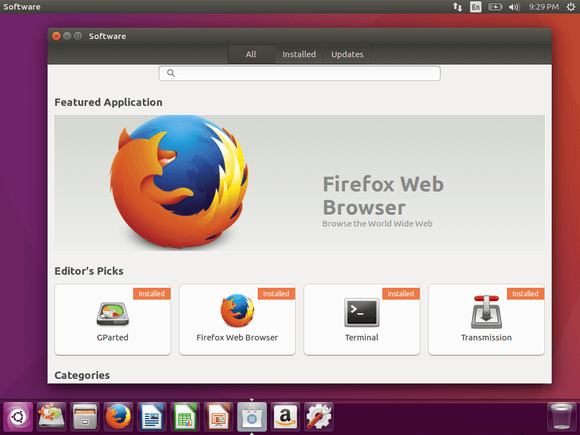 Software
En
9:29 PM
Software
All
Installed
Updates
Featured Application
Firefox Web
Browser
Browse the World Wide Web
Editor's Picks
Installed
Installed
Installed
Installed
GParted
Firefox Web Browser
Terminal
Transmission
Categories
>_
a